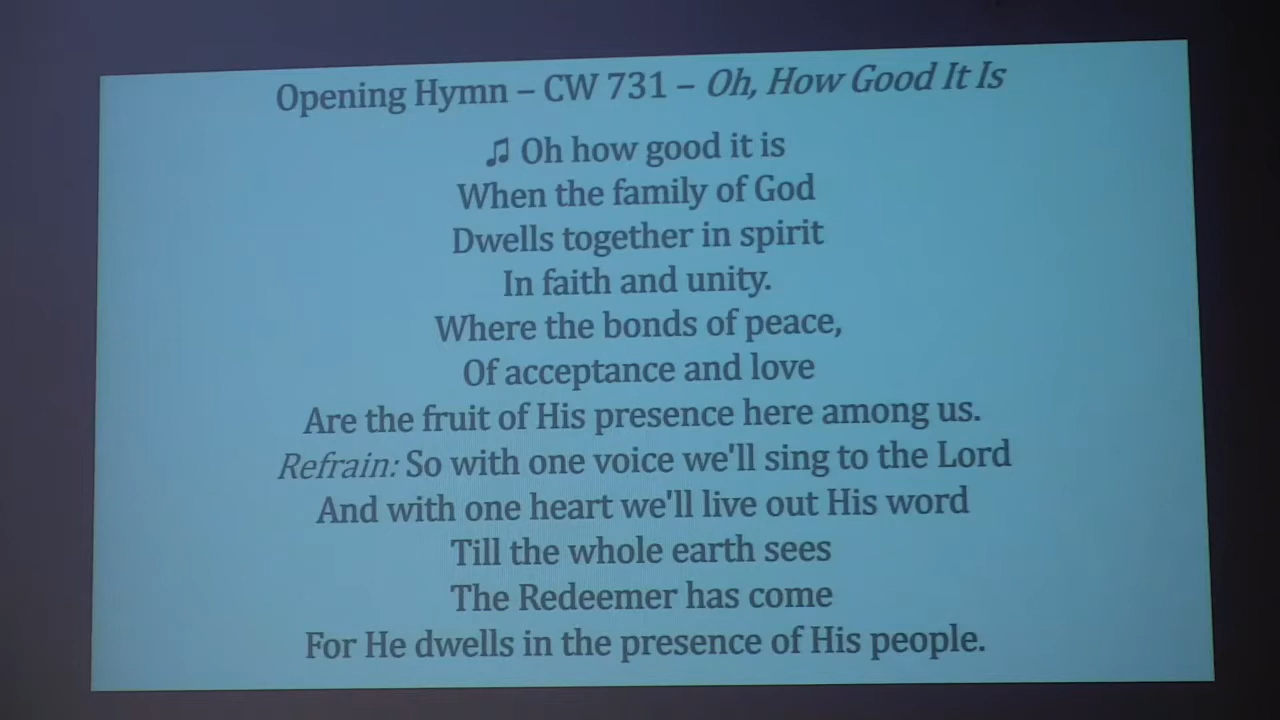 Opening Hymn – CW 731 – Oh, How Good It Is
♫ Oh how good it is
When the family of God
Dwells together in spirit
In faith and unity.
Where the bonds of peace,
Of acceptance and love
Are the fruit of His presence here among us.
Refrain: So with one voice we'll sing to the Lord
And with one heart we'll live out His word
Till the whole earth sees
The Redeemer has come
For He dwells in the presence of His people.